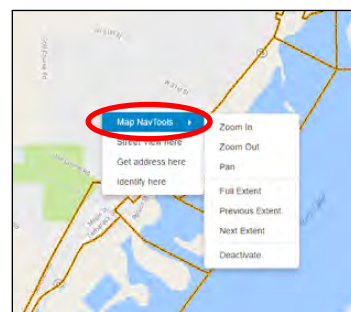 Map NavTools
Street View here
Get address here
Identify here
Zoom In
Zoom Out
Pan
Full Extent
Previous Extent
Next Extent
Deactivate